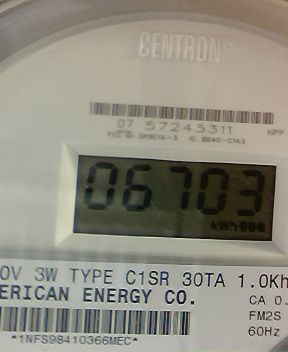 CENTRON®
07 57245311
HPP
06703
kWh
0V 3W TYPE C1SR 30TA 1.0Kh
ERICAN ENERGY CO.
CA 0.
FM2S
60Hz
*1NFS98410366MEC*